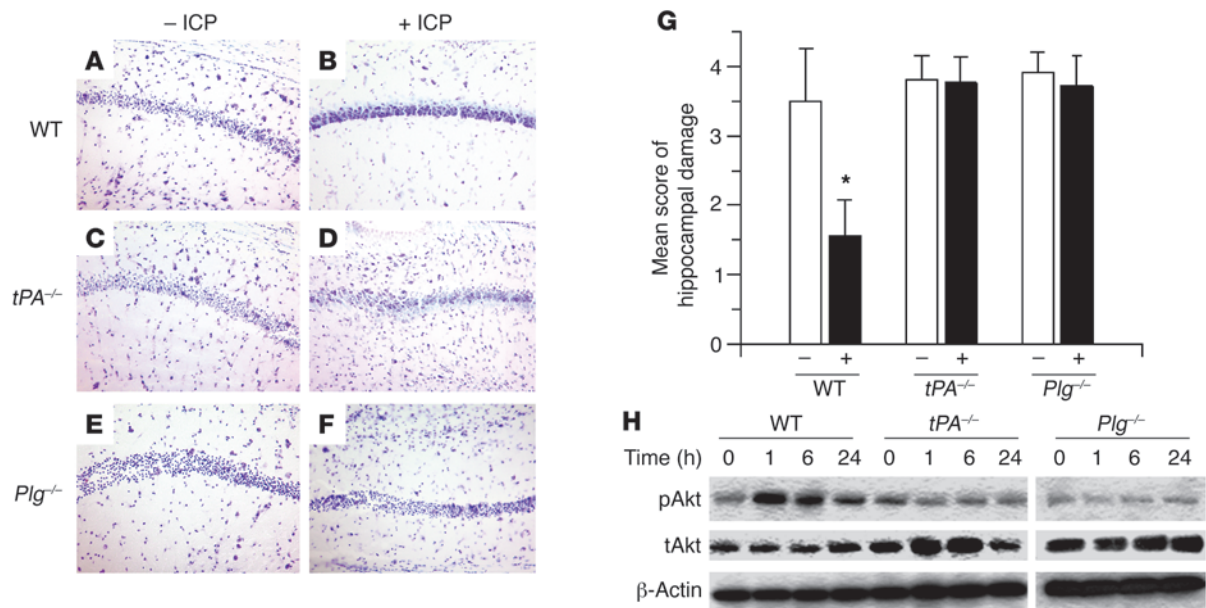 – ICP + ICP
A B
WT
C D
tPA–/–
E F
Plg–/–
G
Mean score of
hippocampal damage
4
3
2
1
0
*
– + – + – +
WT tPA–/– Plg–/–
H
WT tPA–/– Plg–/–
Time (h) 0 1 6 24 0 1 6 24 0 1 6 24
pAkt
tAkt
β-Actin